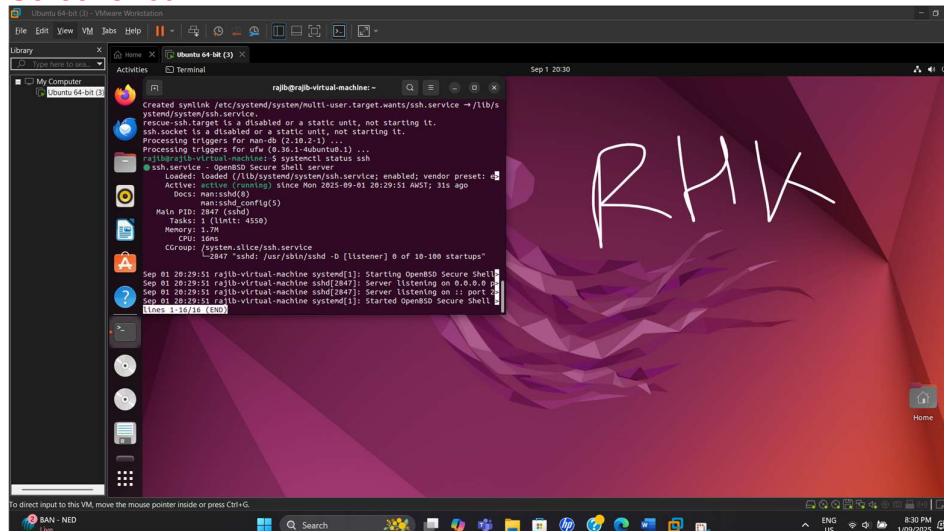 Ubuntu 64-bit (3) - VMware Workstation
File Edit View VM Tabs Help
Library X
Home X Ubuntu 64-bit (3) X
Type here to sea...
Activities Terminal Sep 1 20:30
My Computer
Ubuntu 64-bit (3)
rajib@rajib-virtual-machine: ~
Created symlink /etc/systemd/system/multi-user.target.wants/ssh.service → /lib/s
ystemd/system/ssh.service.
rescue-ssh.target is a disabled or a static unit, not starting it.
ssh.socket is a disabled or a static unit, not starting it.
Processing triggers for man-db (2.10.2-1) ...
Processing triggers for ufw (0.36.1-4ubuntu0.1) ...
rajib@rajib-virtual-machine:~$ systemctl status ssh
● ssh.service - OpenBSD Secure Shell server
Loaded: loaded (/lib/systemd/system/ssh.service; enabled; vendor preset: e>
Active: active (running) since Mon 2025-09-01 20:29:51 AWST; 31s ago
Docs: man:sshd(8)
man:sshd_config(5)
Main PID: 2847 (sshd)
Tasks: 1 (limit: 4550)
Memory: 1.7M
CPU: 16ms
CGroup: /system.slice/ssh.service
└─2847 "sshd: /usr/sbin/sshd -D [listener] 0 of 10-100 startups"
Sep 01 20:29:51 rajib-virtual-machine systemd[1]: Starting OpenBSD Secure Shell>
Sep 01 20:29:51 rajib-virtual-machine sshd[2847]: Server listening on 0.0.0.0 p>
Sep 01 20:29:51 rajib-virtual-machine sshd[2847]: Server listening on :: port 2>
Sep 01 20:29:51 rajib-virtual-machine systemd[1]: Started OpenBSD Secure Shell >
lines 1-16/16 (END)
RHK
Home
To direct input to this VM, move the mouse pointer inside or press Ctrl+G.
2 BAN - NED
Live
Search
ENG
US
8:30 PM
1/09/2025